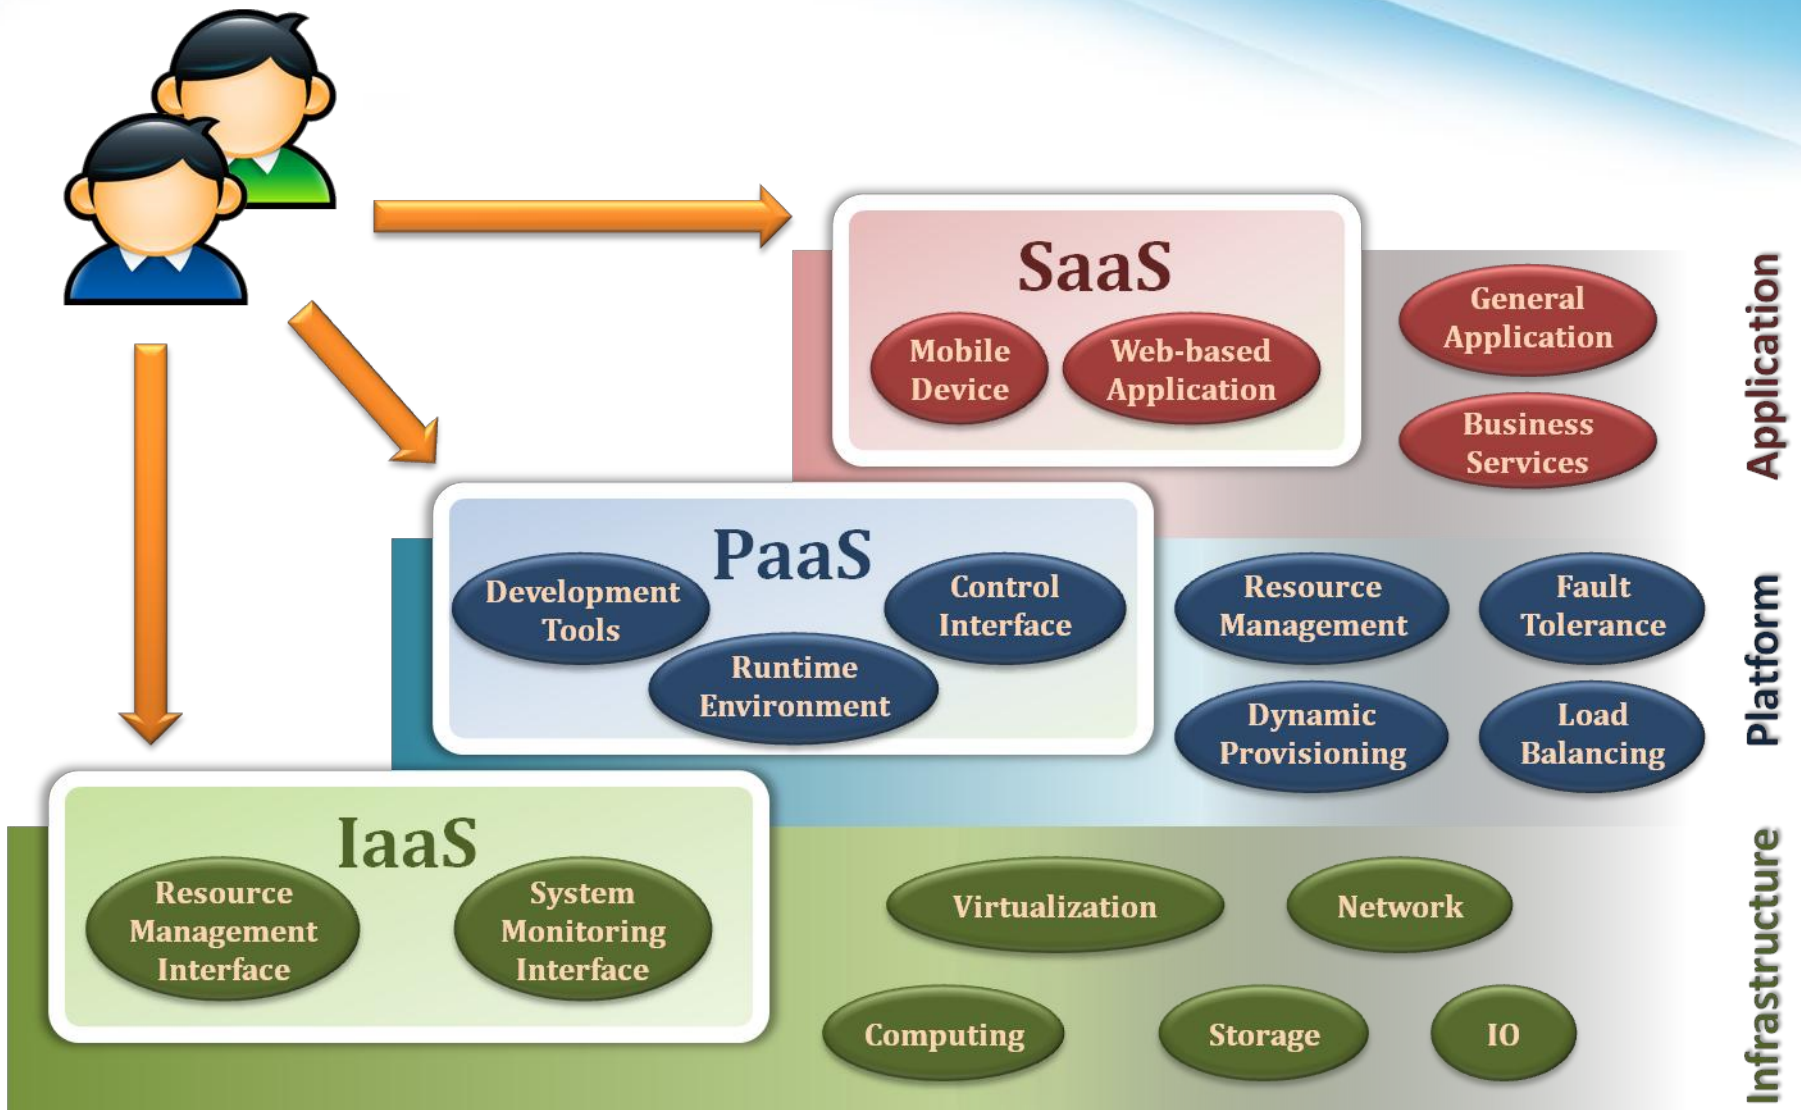 SaaS
Mobile
Device
Web-based
Application
General
Application
Business
Services
Application
PaaS
Development
Tools
Runtime
Environment
Control
Interface
Resource
Management
Fault
Tolerance
Dynamic
Provisioning
Load
Balancing
Platform
IaaS
Resource
Management
Interface
System
Monitoring
Interface
Virtualization
Network
Computing
Storage
IO
Infrastructure